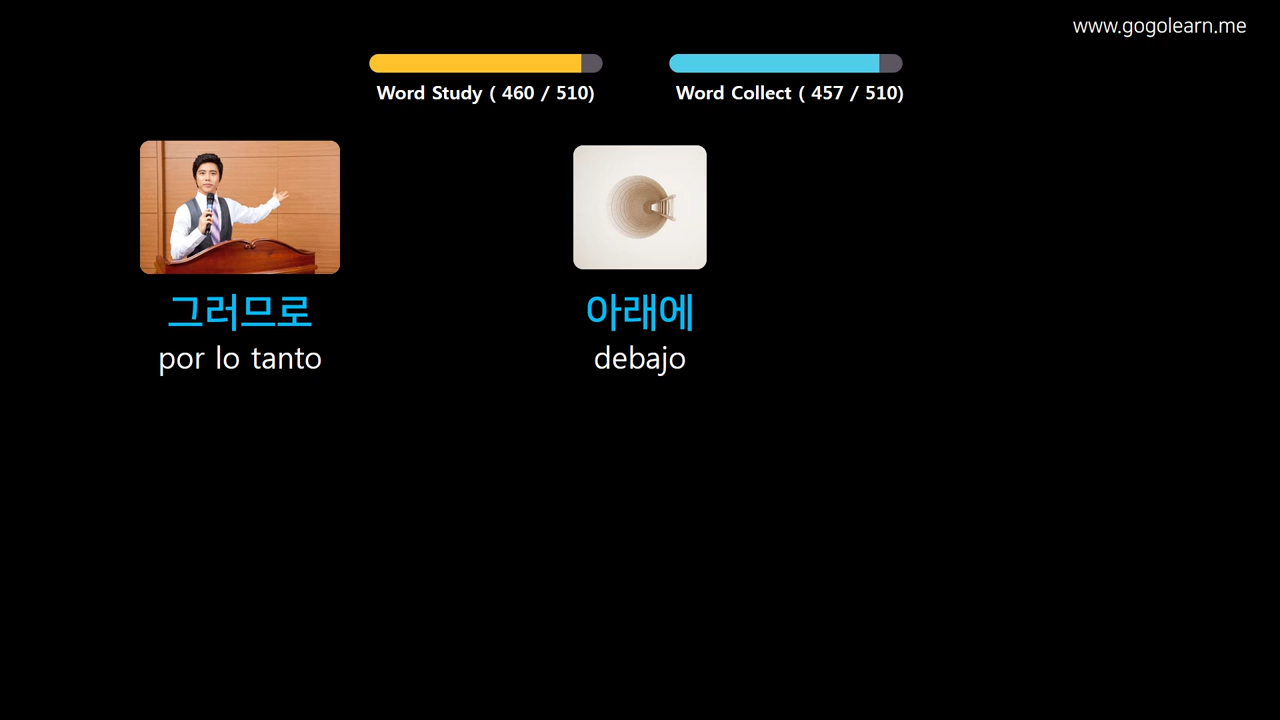 www.gogolearn.me
Word Study ( 460 / 510)
Word Collect ( 457 / 510)
그러므로
por lo tanto
아래에
debajo